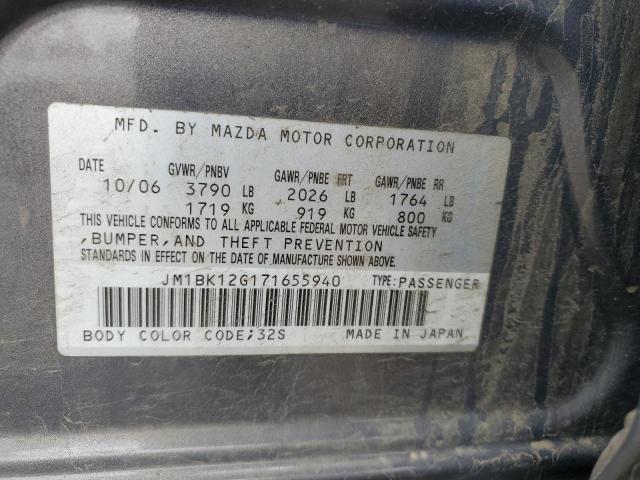 MFD. BY MAZDA MOTOR CORPORATION
DATE GVWR/PNBV GAWR/PNBE FRT GAWR/PNBE RR
10/06 3790 LB 2026 LB 1764 LB
1719 KG 919 KG 800 KG
THIS VEHICLE CONFORMS TO ALL APPLICABLE FEDERAL MOTOR VEHICLE SAFETY
,BUMPER,AND THEFT PREVENTION
STANDARDS IN EFFECT ON THE DATE OF MANUFACTURE SHOWN ABOVE.
JM1BK12G171655940 TYPE:PASSENGER
BODY COLOR CODE;32S MADE IN JAPAN